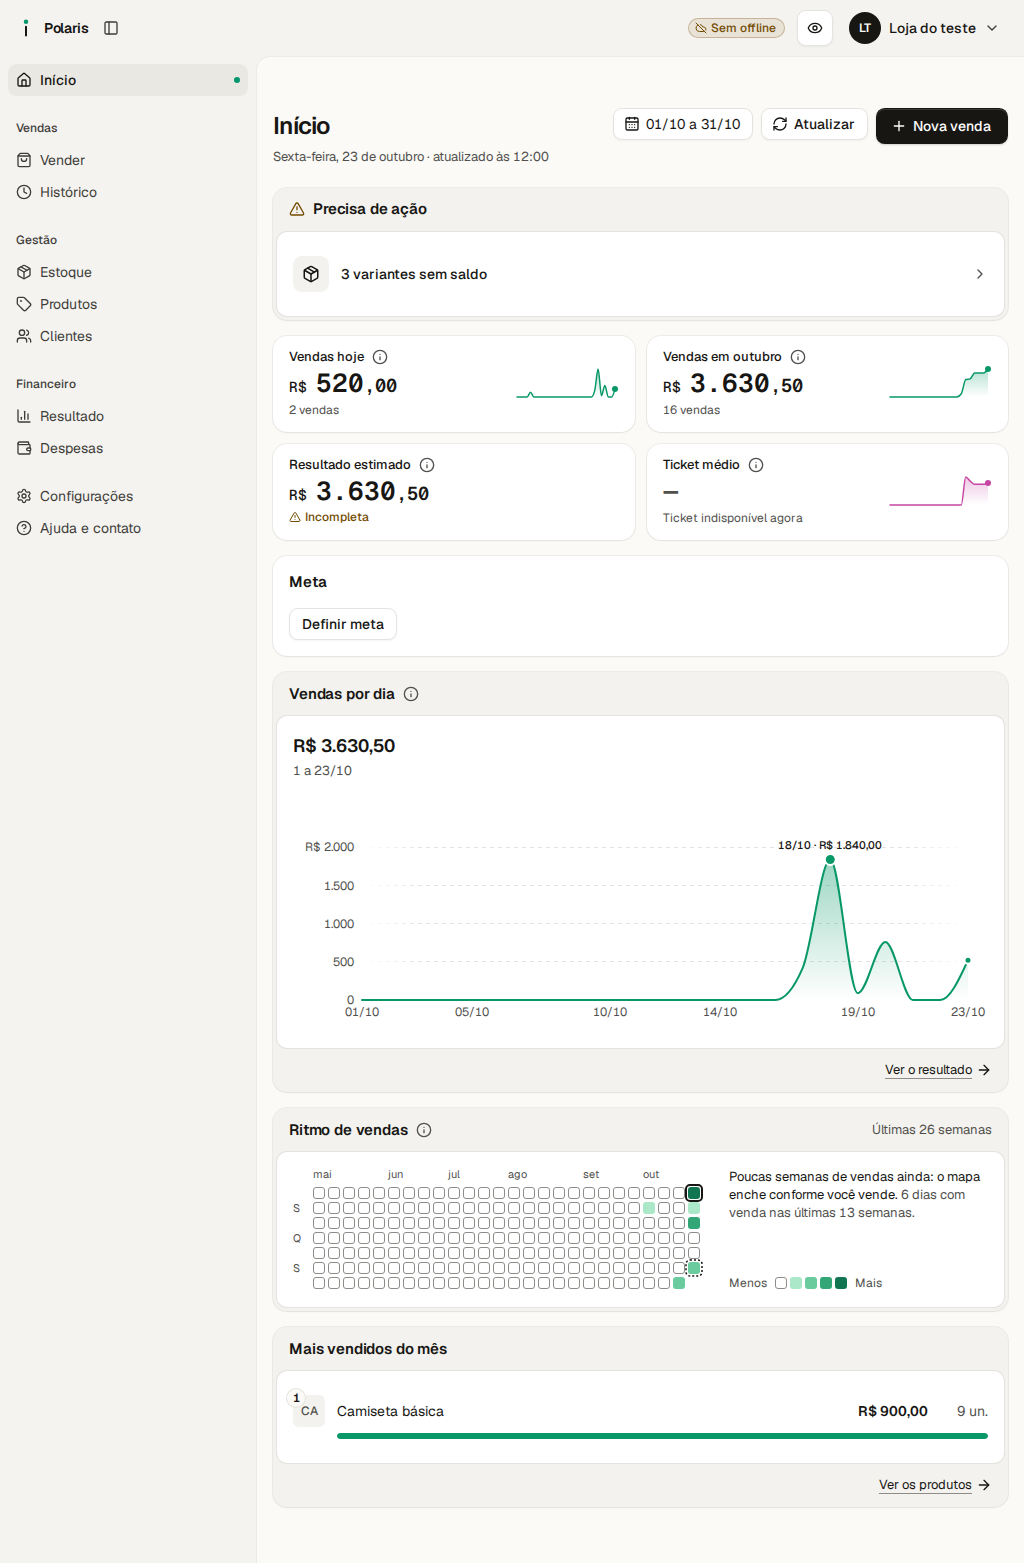 Polaris
Sem offline
LT
Loja do teste
Início
Vendas
Vender
Histórico
Gestão
Estoque
Produtos
Clientes
Financeiro
Resultado
Despesas
Configurações
Ajuda e contato
Início
01/10 a 31/10
Atualizar
Nova venda
Sexta-feira, 23 de outubro · atualizado às 12:00
Precisa de ação
3 variantes sem saldo
Vendas hoje
R$ 520,00
2 vendas
Vendas em outubro
R$ 3.630,50
16 vendas
Resultado estimado
R$ 3.630,50
Incompleta
Ticket médio
—
Ticket indisponível agora
Meta
Definir meta
Vendas por dia
R$ 3.630,50
1 a 23/10
18/10 · R$ 1.840,00
R$ 2.000
1.500
1.000
500
0
01/10 05/10 10/10 14/10 19/10 23/10
Ver o resultado
Ritmo de vendas
Últimas 26 semanas
mai jun jul ago set out
S
Q
S
Poucas semanas de vendas ainda: o mapa
enche conforme você vende. 6 dias com
venda nas últimas 13 semanas.
Menos Mais
Mais vendidos do mês
1
CA
Camiseta básica R$ 900,00 9 un.
Ver os produtos